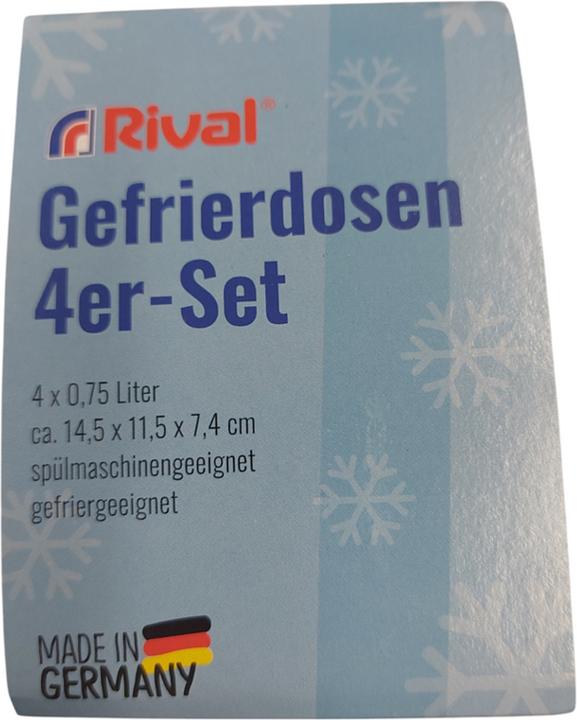 Rival®
Gefrierdosen
4er-Set
4 x 0,75 Liter
ca. 14,5 x 11,5 x 7,4 cm
spülmaschinengeeignet
gefriergeeignet
MADE IN
GERMANY